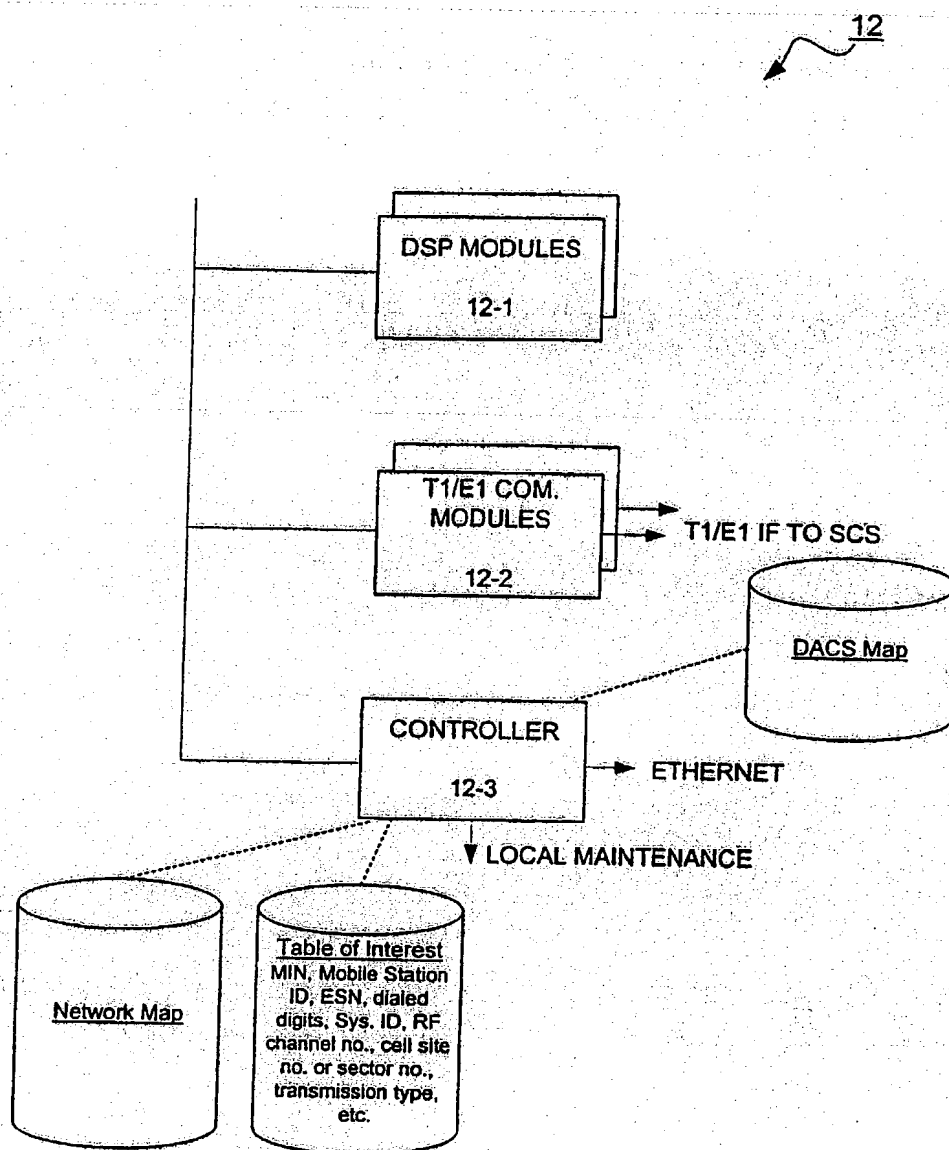 12
DSP MODULES
12-1
T1/E1 COM.
MODULES
12-2
T1/E1 IF TO SCS
DACS Map
CONTROLLER
12-3
ETHERNET
LOCAL MAINTENANCE
Network Map
Table of Interest
MIN, Mobile Station
ID, ESN, dialed
digits, Sys. ID, RF
channel no., cell site
no. or sector no.,
transmission type,
etc.